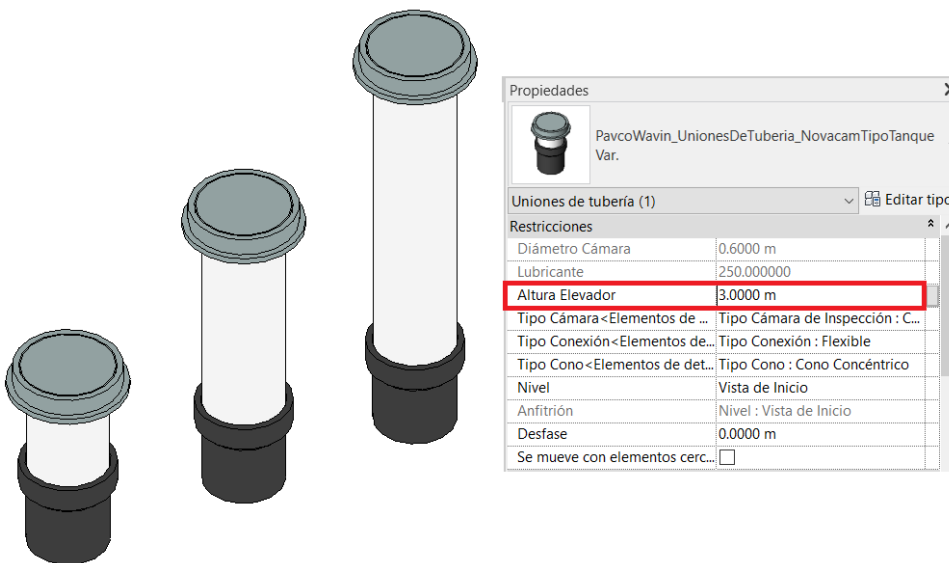 Propiedades
PavcoWavin_UnionesDeTuberia_NovacamTipoTanque
Var.
Uniones de tubería (1)
Editar tipo
Restricciones
Diámetro Cámara 0.6000 m
Lubricante 250.000000
Altura Elevador 3.0000 m
Tipo Cámara<Elementos de ... Tipo Cámara de Inspección : C...
Tipo Conexión<Elementos de... Tipo Conexión : Flexible
Tipo Cono<Elementos de det... Tipo Cono : Cono Concéntrico
Nivel Vista de Inicio
Anfitrión Nivel : Vista de Inicio
Desfase 0.0000 m
Se mueve con elementos cerc...